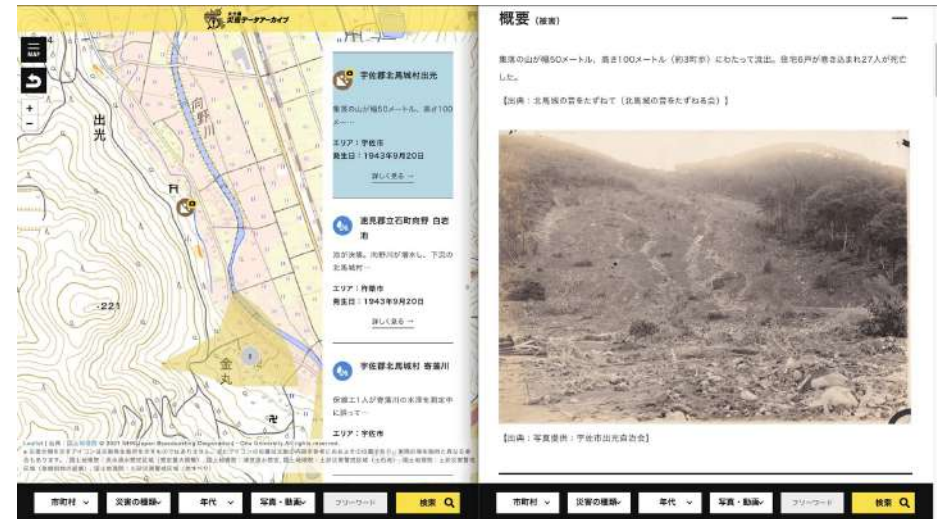 大分県
災害データアーカイブ
MAP
+
−
出光
向野川
・221
金丸
卍
宇佐郡北馬城村出光
集落の山が幅50メートル、高さ100
メー…
エリア：宇佐市
発生日：1943年9月20日
詳しく見る →
速見郡立石町向野 白岩
池
池が決壊。向野川が増水し、下流の
北馬城村…
エリア：杵築市
発生日：1943年9月20日
詳しく見る →
宇佐郡北馬城村 寄藻川
保線工1人が寄藻川の水深を測定中
に誤って…
エリア：宇佐市
市町村
災害の種類
年代
写真・動画
フリーワード
検索
概要（被害）
集落の山が幅50メートル、高さ100メートル（約3町歩）にわたって流出。住宅6戸が巻き込まれ27人が死亡
した。
【出典：北馬城の昔をたずねて（北馬城の昔をたずねる会）】
【出典：写真提供：宇佐市出光自治会】
市町村
災害の種類
年代
写真・動画
フリーワード
検索